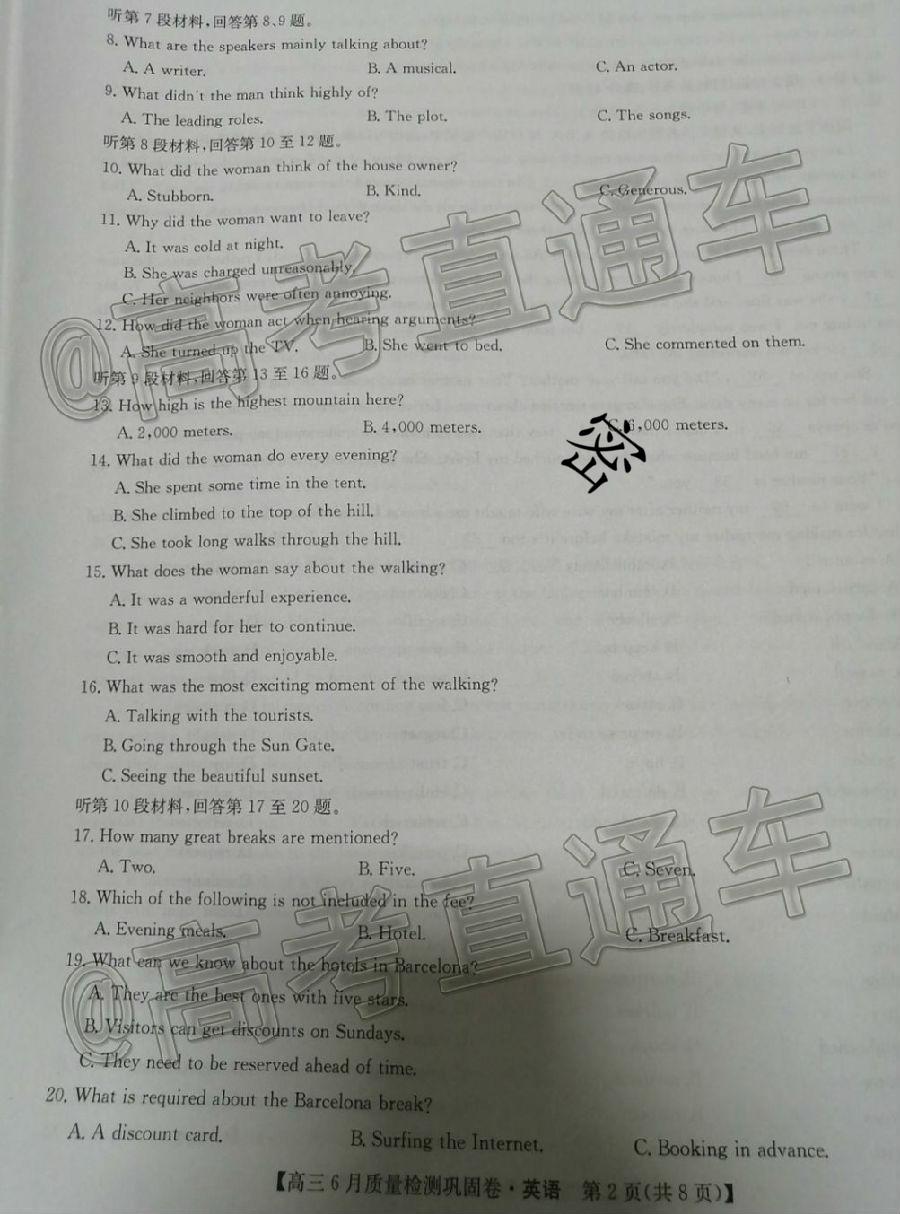 听第7段材料,回答第8、9题。
8. What are the speakers mainly talking about?
A. A writer. B. A musical. C. An actor.
9. What didn't the man think highly of?
A. The leading roles. B. The plot. C. The songs.
听第8段材料,回答第10至12题。
10. What did the woman think of the house owner?
A. Stubborn. B. Kind. C. Generous.
11. Why did the woman want to leave?
A. It was cold at night.
B. She was charged unreasonably.
C. Her neighbors were often annoying.
12. How did the woman act when hearing arguments?
A. She turned up the TV. B. She went to bed. C. She commented on them.
听第9段材料,回答第13至16题。
13. How high is the highest mountain here?
A. 2,000 meters. B. 4,000 meters. C. 6,000 meters.
密
14. What did the woman do every evening?
A. She spent some time in the tent.
B. She climbed to the top of the hill.
C. She took long walks through the hill.
15. What does the woman say about the walking?
A. It was a wonderful experience.
B. It was hard for her to continue.
C. It was smooth and enjoyable.
16. What was the most exciting moment of the walking?
A. Talking with the tourists.
B. Going through the Sun Gate.
C. Seeing the beautiful sunset.
听第10段材料,回答第17至20题。
17. How many great breaks are mentioned?
A. Two. B. Five. C. Seven.
18. Which of the following is not included in the fee?
A. Evening meals. B. Hotel. C. Breakfast.
19. What can we know about the hotels in Barcelona?
A. They are the best ones with five stars.
B. Visitors can get discounts on Sundays.
C. They need to be reserved ahead of time.
20. What is required about the Barcelona break?
A. A discount card. B. Surfing the Internet. C. Booking in advance.
【高三6月质量检测巩固卷·英语 第2页(共8页)】
@高考直通车
@高考直通车